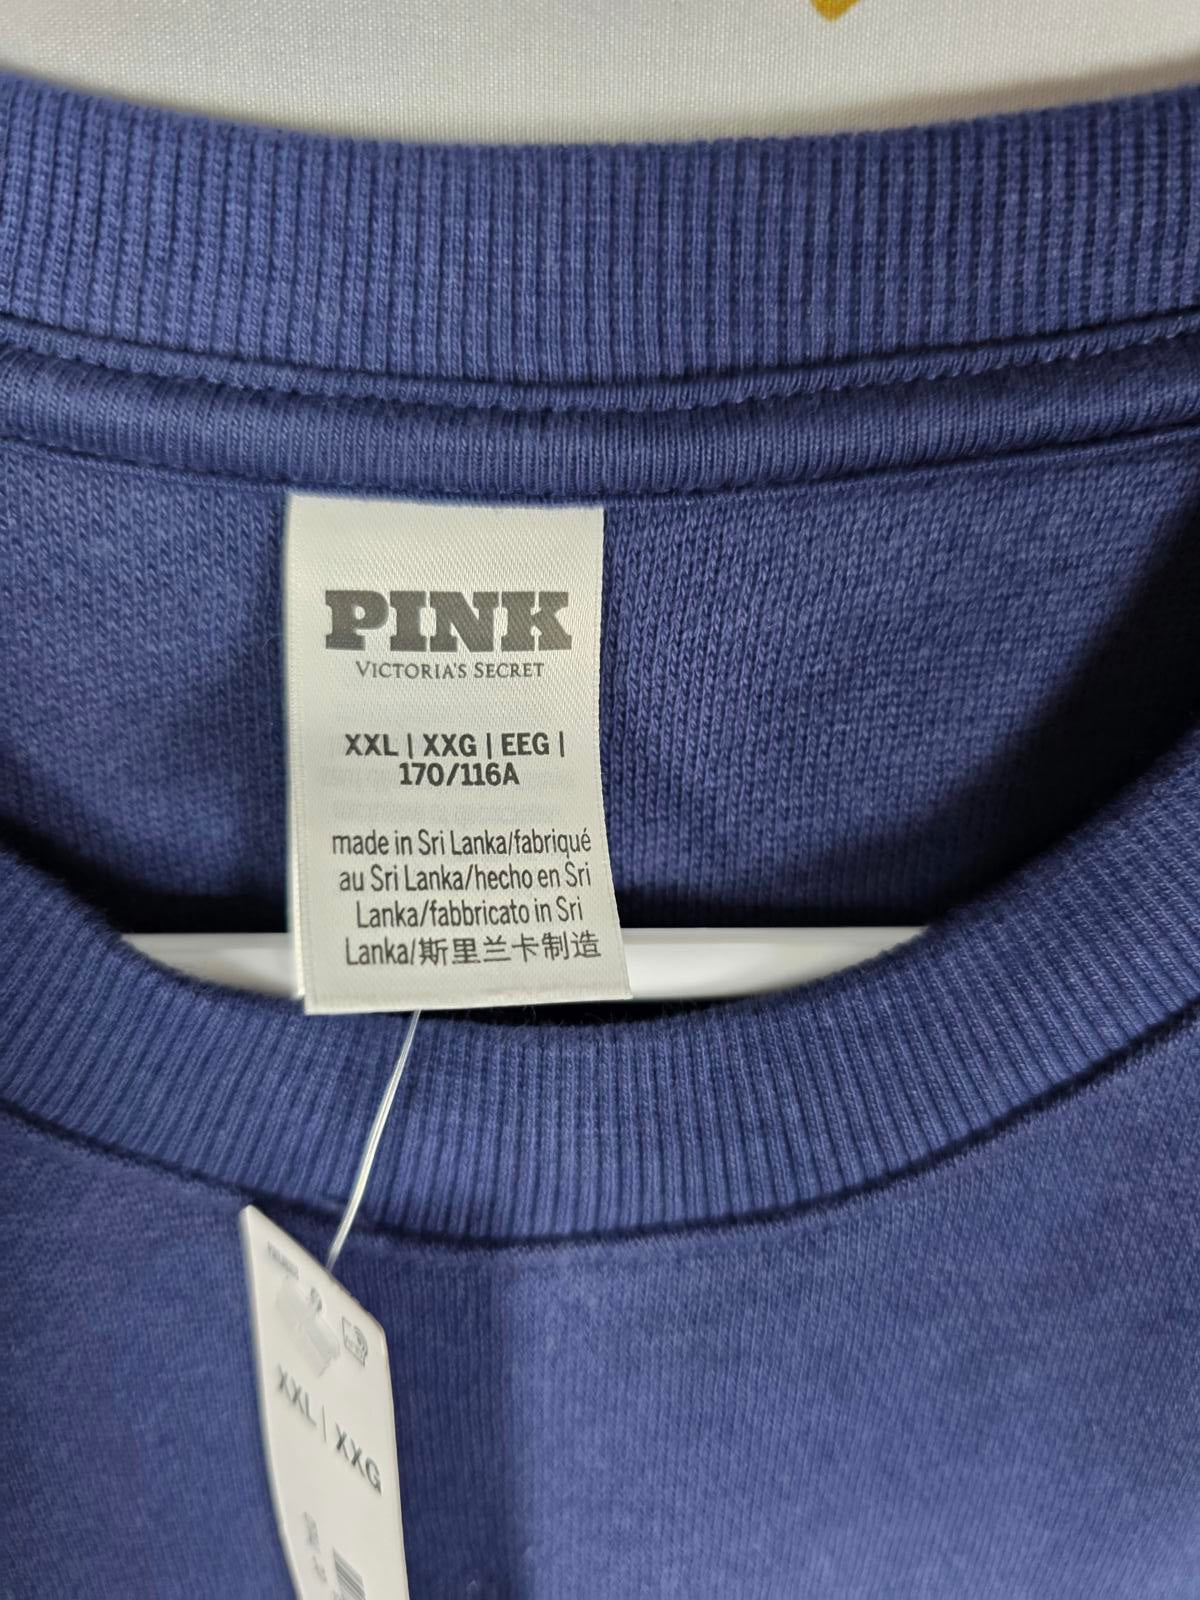 PINK
VICTORIA'S SECRET
XXL | XXG | EEG |
170/116A
made in Sri Lanka/fabriqué
au Sri Lanka/hecho en Sri
Lanka/fabbricato in Sri
Lanka/斯里兰卡制造
XXL | XXG